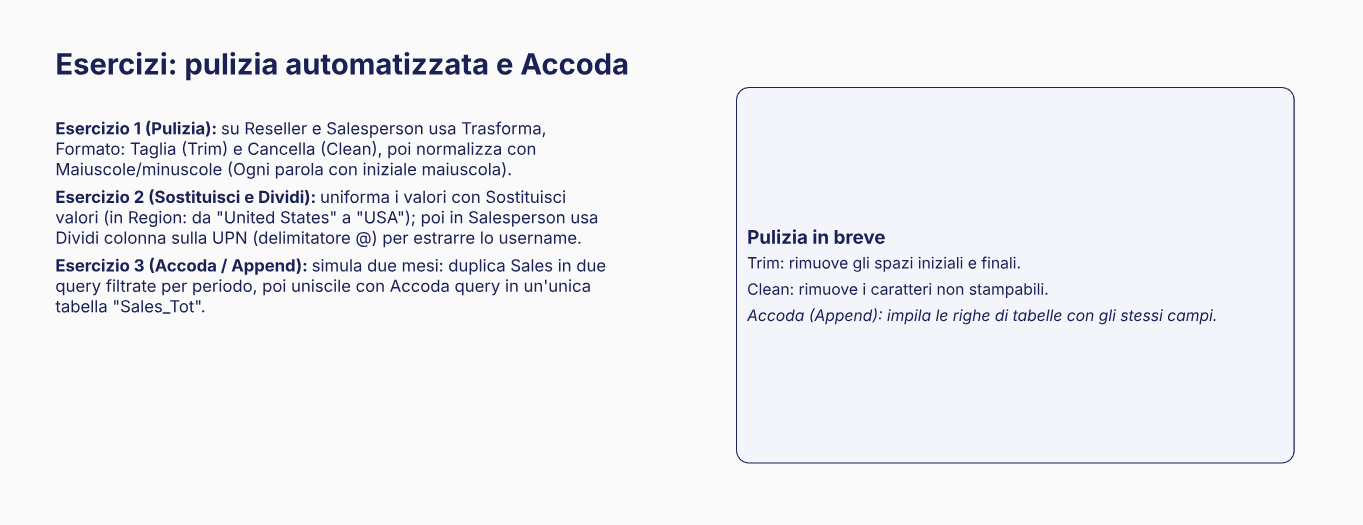 Esercizi: pulizia automatizzata e Accoda
Esercizio 1 (Pulizia): su Reseller e Salesperson usa Trasforma,
Formato: Taglia (Trim) e Cancella (Clean), poi normalizza con
Maiuscole/minuscole (Ogni parola con iniziale maiuscola).
Esercizio 2 (Sostituisci e Dividi): uniforma i valori con Sostituisci
valori (in Region: da "United States" a "USA"); poi in Salesperson usa
Dividi colonna sulla UPN (delimitatore @) per estrarre lo username.
Esercizio 3 (Accoda / Append): simula due mesi: duplica Sales in due
query filtrate per periodo, poi uniscile con Accoda query in un'unica
tabella "Sales_Tot".
Pulizia in breve
Trim: rimuove gli spazi iniziali e finali.
Clean: rimuove i caratteri non stampabili.
Accoda (Append): impila le righe di tabelle con gli stessi campi.